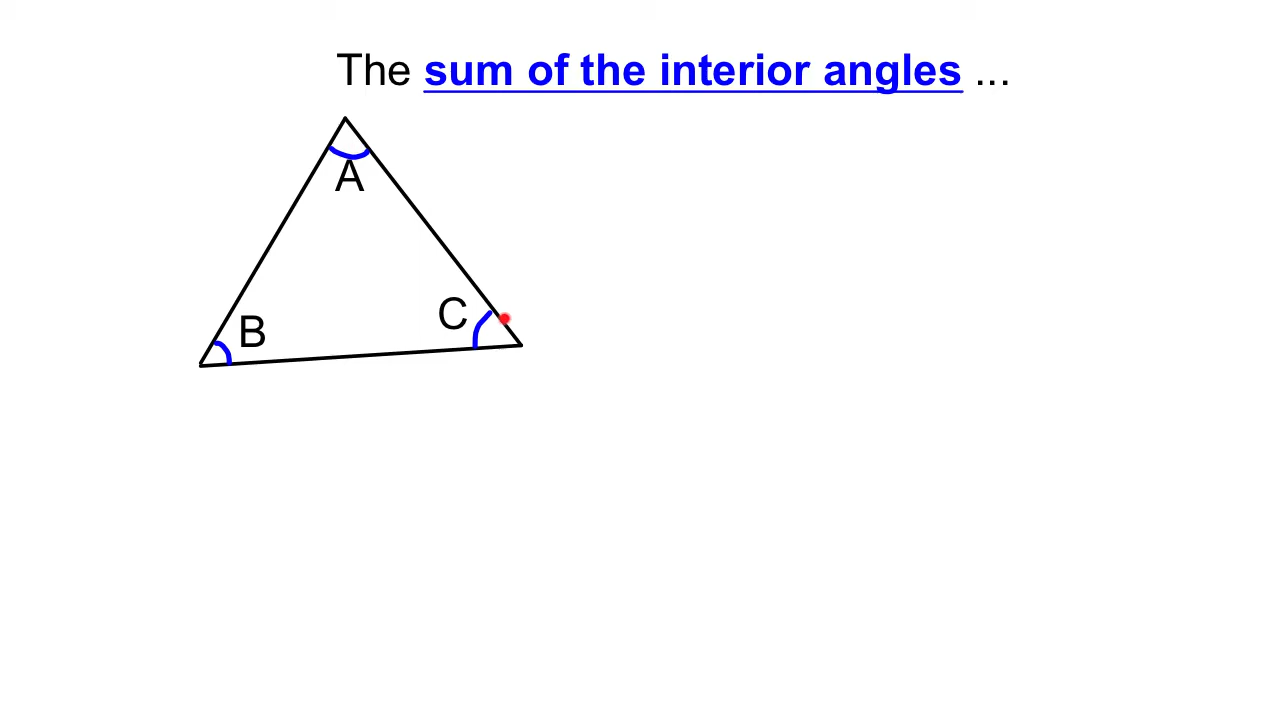 The sum of the interior angles ...
A
B
C